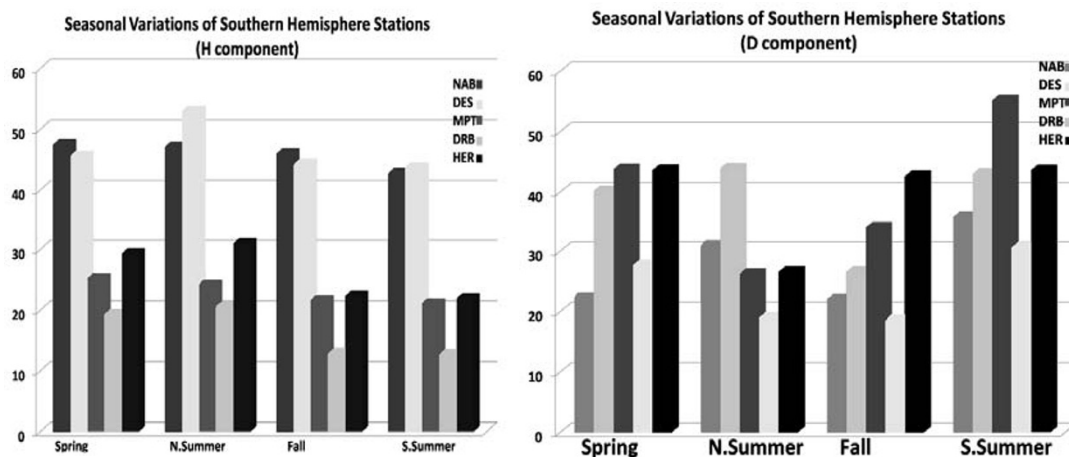 Seasonal Variations of Southern Hemisphere Stations
(H component)
60
50
40
30
20
10
0
NAB
DES
MPT
DRB
HER
Spring
N.Summer
Fall
S.Summer
Seasonal Variations of Southern Hemisphere Stations
(D component)
60
50
40
30
20
10
0
NAB
DES
MPT
DRB
HER
Spring
N.Summer
Fall
S.Summer